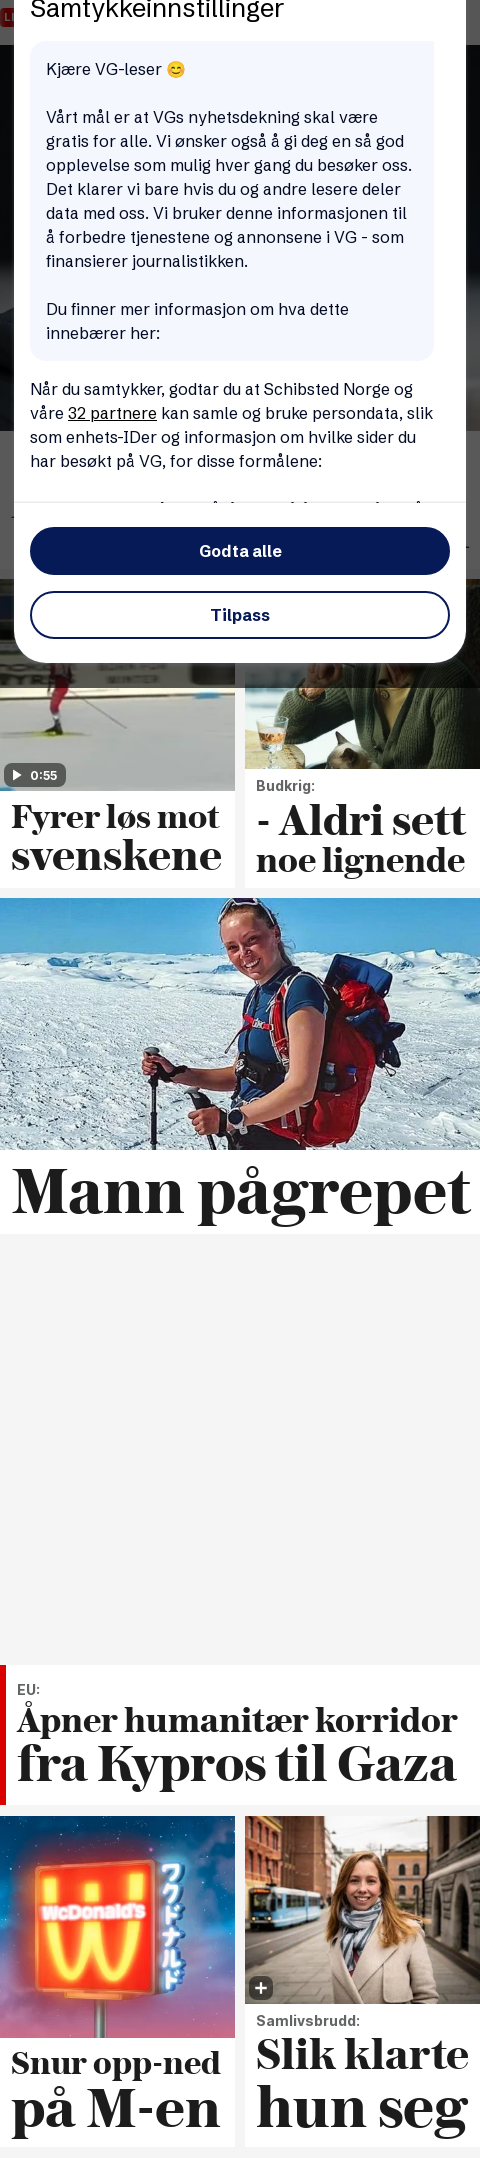 Samtykkeinnstillinger
Kjære VG-leser 😊
Vårt mål er at VGs nyhetsdekning skal være
gratis for alle. Vi ønsker også å gi deg en så god
opplevelse som mulig hver gang du besøker oss.
Det klarer vi bare hvis du og andre lesere deler
data med oss. Vi bruker denne informasjonen til
å forbedre tjenestene og annonsene i VG - som
finansierer journalistikken.
Du finner mer informasjon om hva dette
innebærer her:
Når du samtykker, godtar du at Schibsted Norge og
våre 32 partnere kan samle og bruke persondata, slik
som enhets-IDer og informasjon om hvilke sider du
har besøkt på VG, for disse formålene:
Godta alle
Tilpass
0:55
Fyrer løs mot
svenskene
Budkrig:
- Aldri sett
noe lignende
Mann pågrepet
EU:
Åpner humanitær korridor
fra Kypros til Gaza
WcDonald's
ワクドナルド
Snur opp-ned
på M-en
Samlivsbrudd:
Slik klarte
hun seg